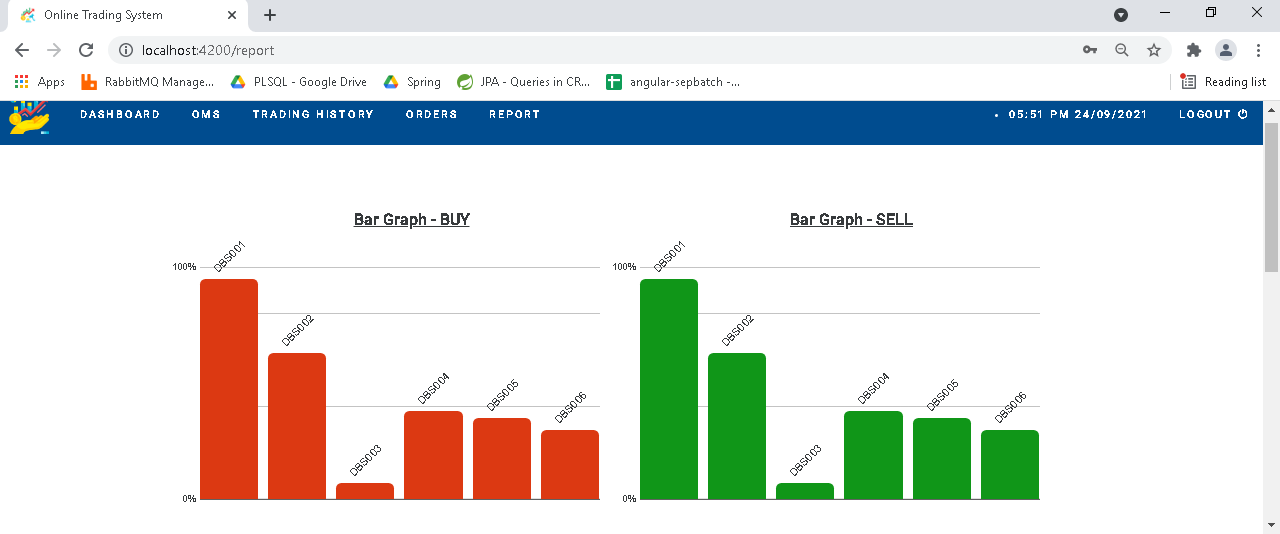 Online Trading System
localhost:4200/report
Apps RabbitMQ Manage... PLSQL - Google Drive Spring JPA - Queries in CR... angular-sepbatch -... Reading list
DASHBOARD OMS TRADING HISTORY ORDERS REPORT • 05:51 PM 24/09/2021 LOGOUT
Bar Graph - BUY
100%
DBS001
DBS002
DBS003
DBS004
DBS005
DBS006
0%
Bar Graph - SELL
100%
DBS001
DBS002
DBS003
DBS004
DBS005
DBS006
0%